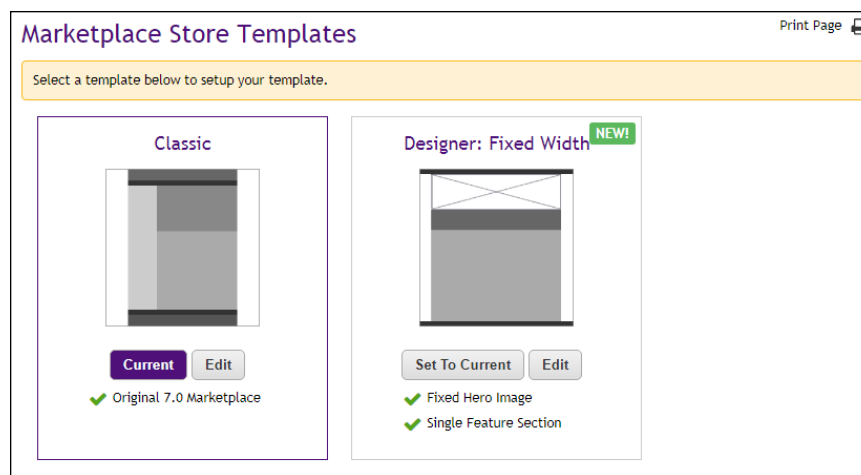 Print Page
Marketplace Store Templates
Select a template below to setup your template.
Classic
Current Edit
Original 7.0 Marketplace
NEW!
Designer: Fixed Width
Set To Current Edit
Fixed Hero Image
Single Feature Section